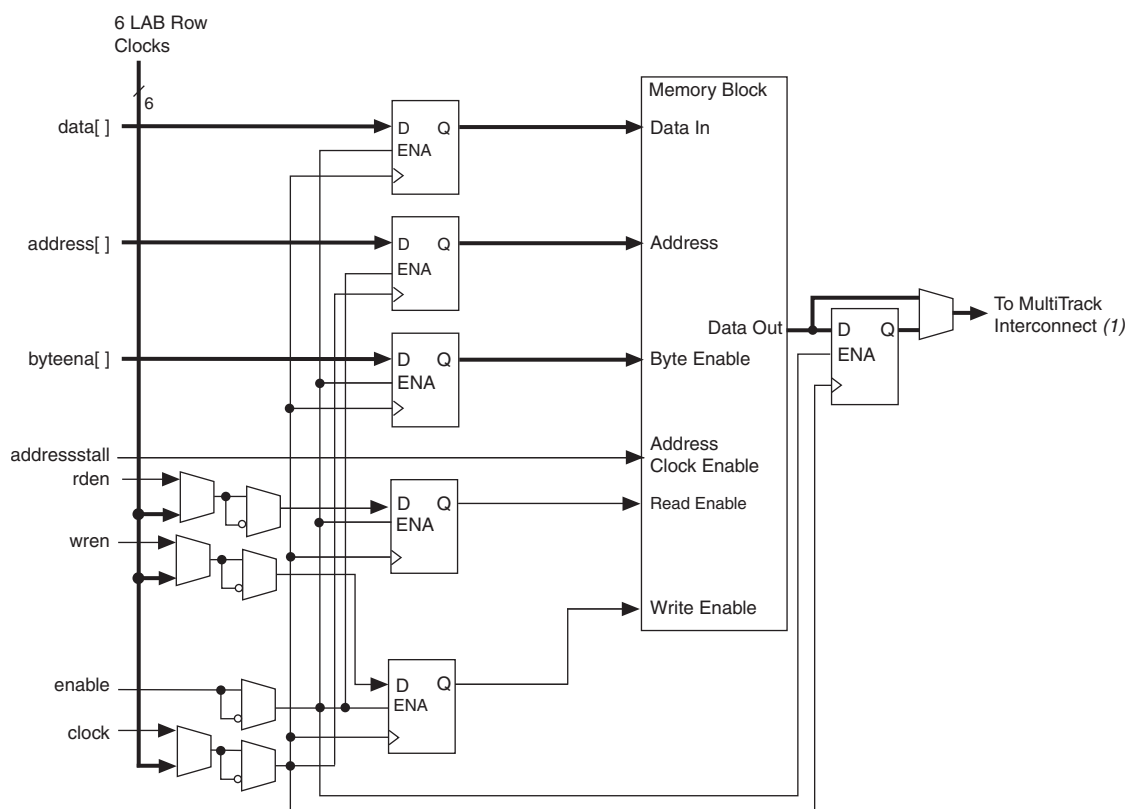 6 LAB Row
Clocks
6
data[ ]
D Q
ENA
Memory Block
Data In
address[ ]
D Q
ENA
Address
Data Out
D Q
ENA
To MultiTrack
Interconnect (1)
byteena[ ]
D Q
ENA
Byte Enable
addressstall
Address
Clock Enable
rden
D Q
ENA
Read Enable
wren
Write Enable
enable
D Q
ENA
clock